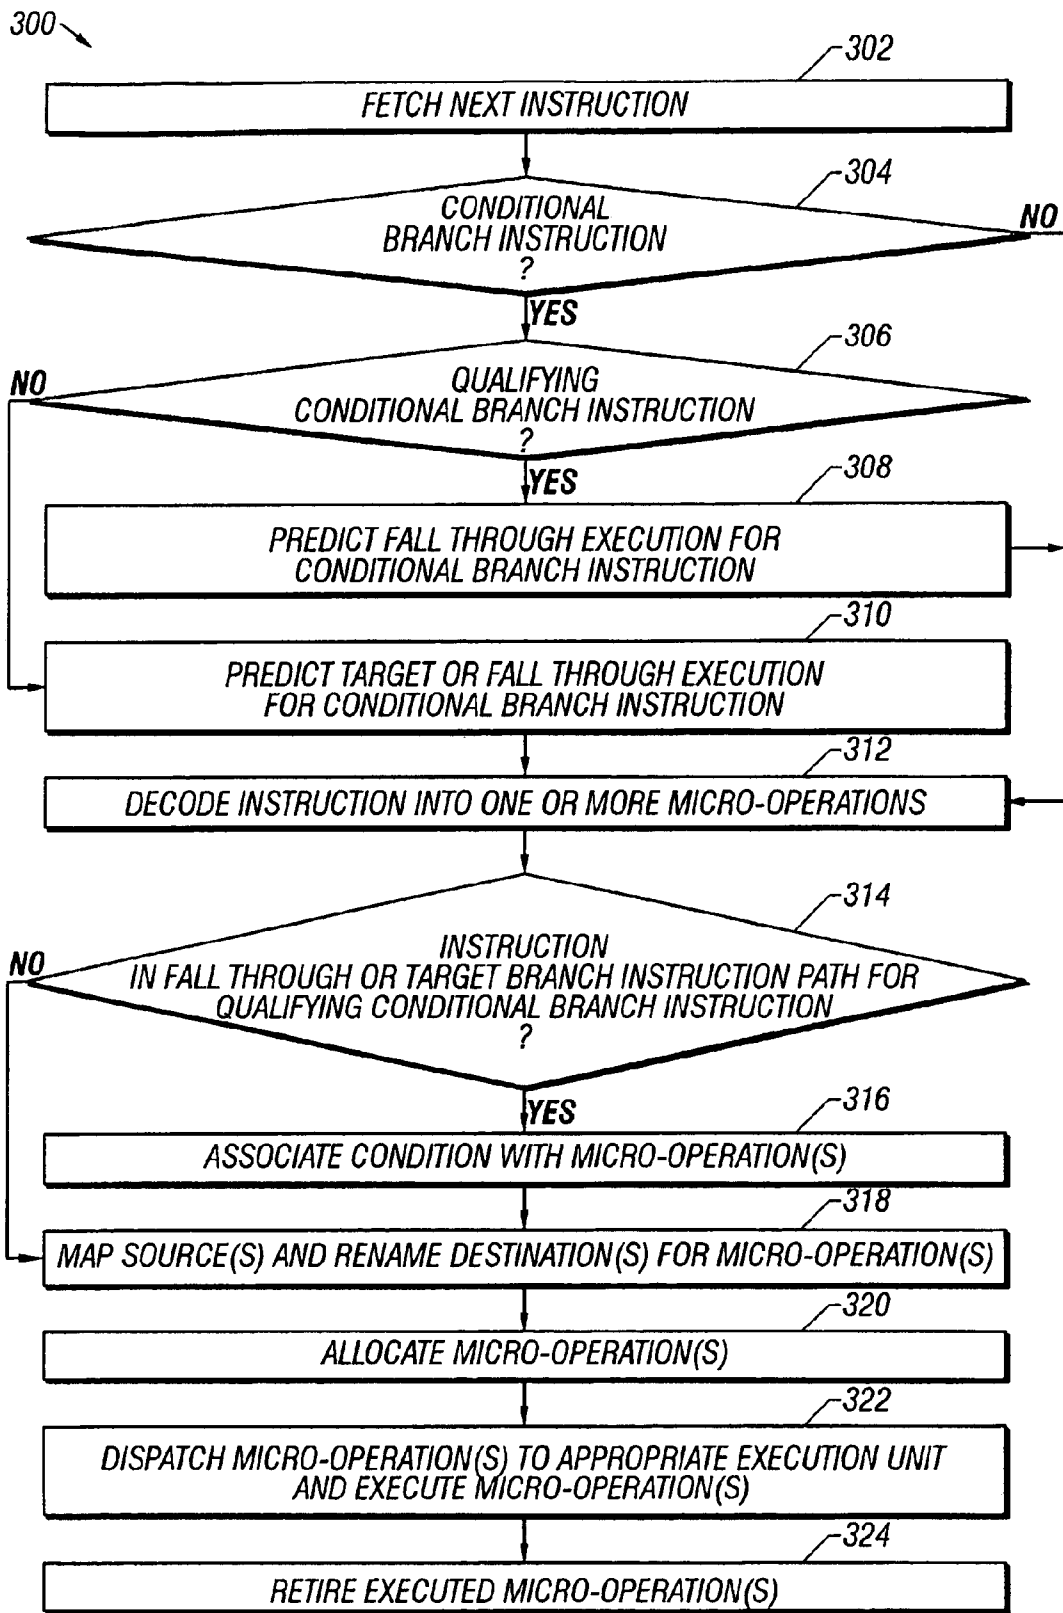 300
302
FETCH NEXT INSTRUCTION
304
CONDITIONAL
BRANCH INSTRUCTION
?
NO
YES
306
NO
QUALIFYING
CONDITIONAL BRANCH INSTRUCTION
?
YES
308
PREDICT FALL THROUGH EXECUTION FOR
CONDITIONAL BRANCH INSTRUCTION
310
PREDICT TARGET OR FALL THROUGH EXECUTION
FOR CONDITIONAL BRANCH INSTRUCTION
312
DECODE INSTRUCTION INTO ONE OR MORE MICRO-OPERATIONS
314
NO
INSTRUCTION
IN FALL THROUGH OR TARGET BRANCH INSTRUCTION PATH FOR
QUALIFYING CONDITIONAL BRANCH INSTRUCTION
?
YES
316
ASSOCIATE CONDITION WITH MICRO-OPERATION(S)
318
MAP SOURCE(S) AND RENAME DESTINATION(S) FOR MICRO-OPERATION(S)
320
ALLOCATE MICRO-OPERATION(S)
322
DISPATCH MICRO-OPERATION(S) TO APPROPRIATE EXECUTION UNIT
AND EXECUTE MICRO-OPERATION(S)
324
RETIRE EXECUTED MICRO-OPERATION(S)